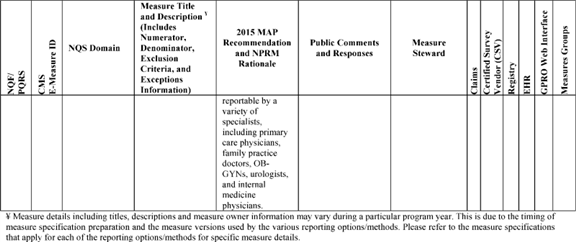 NQF/
PQRS
CMS
E-Measure ID
NQS Domain
Measure Title
and Description ¥
(Includes
Numerator,
Denominator,
Exclusion
Criteria, and
Exceptions
Information)
2015 MAP
Recommendation
and NPRM
Rationale
Public Comments
and Responses
Measure
Steward
Claims
Certified Survey
Vendor (CSV)
Registry
EHR
GPRO Web Interface
Measures Groups
reportable by a
variety of
specialists,
including primary
care physicians,
family practice
doctors, OB-
GYNs, urologists,
and internal
medicine
physicians.
¥ Measure details including titles, descriptions and measure owner information may vary during a particular program year. This is due to the timing of
measure specification preparation and the measure versions used by the various reporting options/methods. Please refer to the measure specifications
that apply for each of the reporting options/methods for specific measure details.